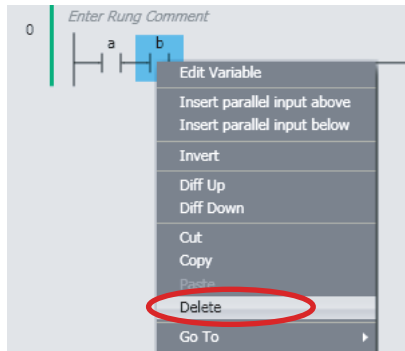 Enter Rung Comment
0
a b
Edit Variable
Insert parallel input above
Insert parallel input below
Invert
Diff Up
Diff Down
Cut
Copy
Paste
Delete
Go To